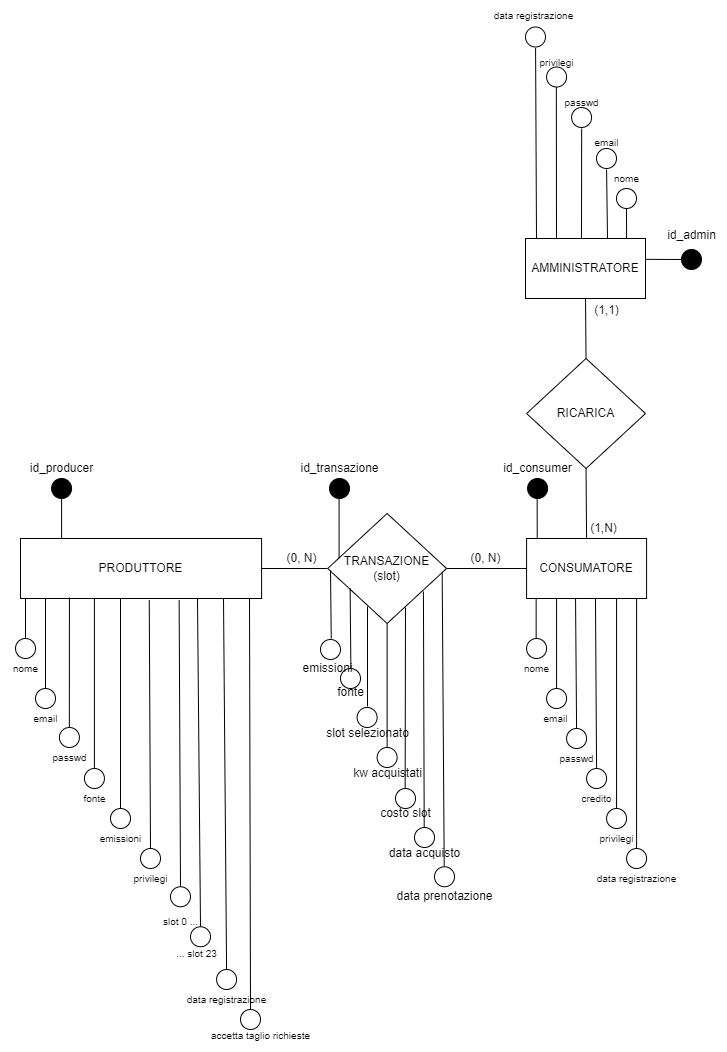 data registrazione
privilegi
passwd
email
nome
id_admin
AMMINISTRATORE
(1,1)
RICARICA
id_producer
id_transazione
id_consumer
(1,N)
PRODUTTORE
(0, N)
TRANSAZIONE
(slot)
(0, N)
CONSUMATORE
nome
email
passwd
fonte
emissioni
privilegi
slot 0 ...
... slot 23
data registrazione
accetta taglio richieste
emissioni
fonte
slot selezionato
kw acquistati
costo slot
data acquisto
data prenotazione
nome
email
passwd
credito
privilegi
data registrazione